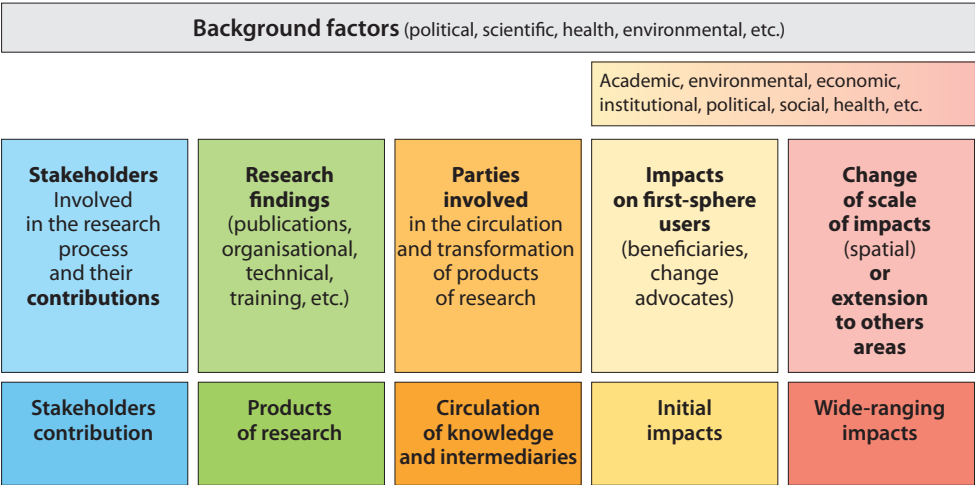 Background factors (political, scientific, health, environmental, etc.)
Academic, environmental, economic,
institutional, political, social, health, etc.
Stakeholders
Involved
in the research
process
and their
contributions
Research
findings
(publications,
organisational,
technical,
training, etc.)
Parties
involved
in the circulation
and transformation
of products
of research
Impacts
on first-sphere
users
(beneficiaries,
change
advocates)
Change
of scale
of impacts
(spatial)
or
extension
to others
areas
Stakeholders
contribution
Products
of research
Circulation
of knowledge
and intermediaries
Initial
impacts
Wide-ranging
impacts